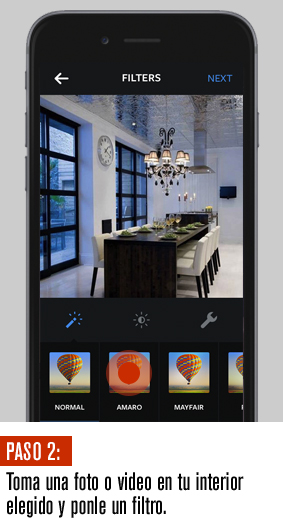 FILTERS NEXT
NORMAL AMARO MAYFAIR
PASO 2:
Toma una foto o video en tu interior
elegido y ponle un filtro.